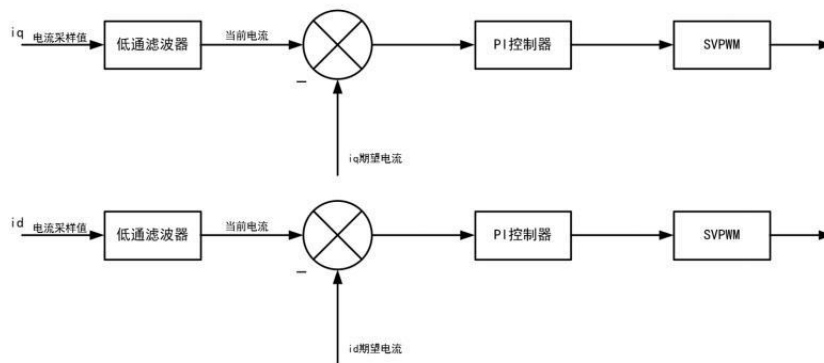 iq 电流采样值 低通滤波器 当前电流 PI控制器 SVPWM
−
iq期望电流
id 电流采样值 低通滤波器 当前电流 PI控制器 SVPWM
−
id期望电流